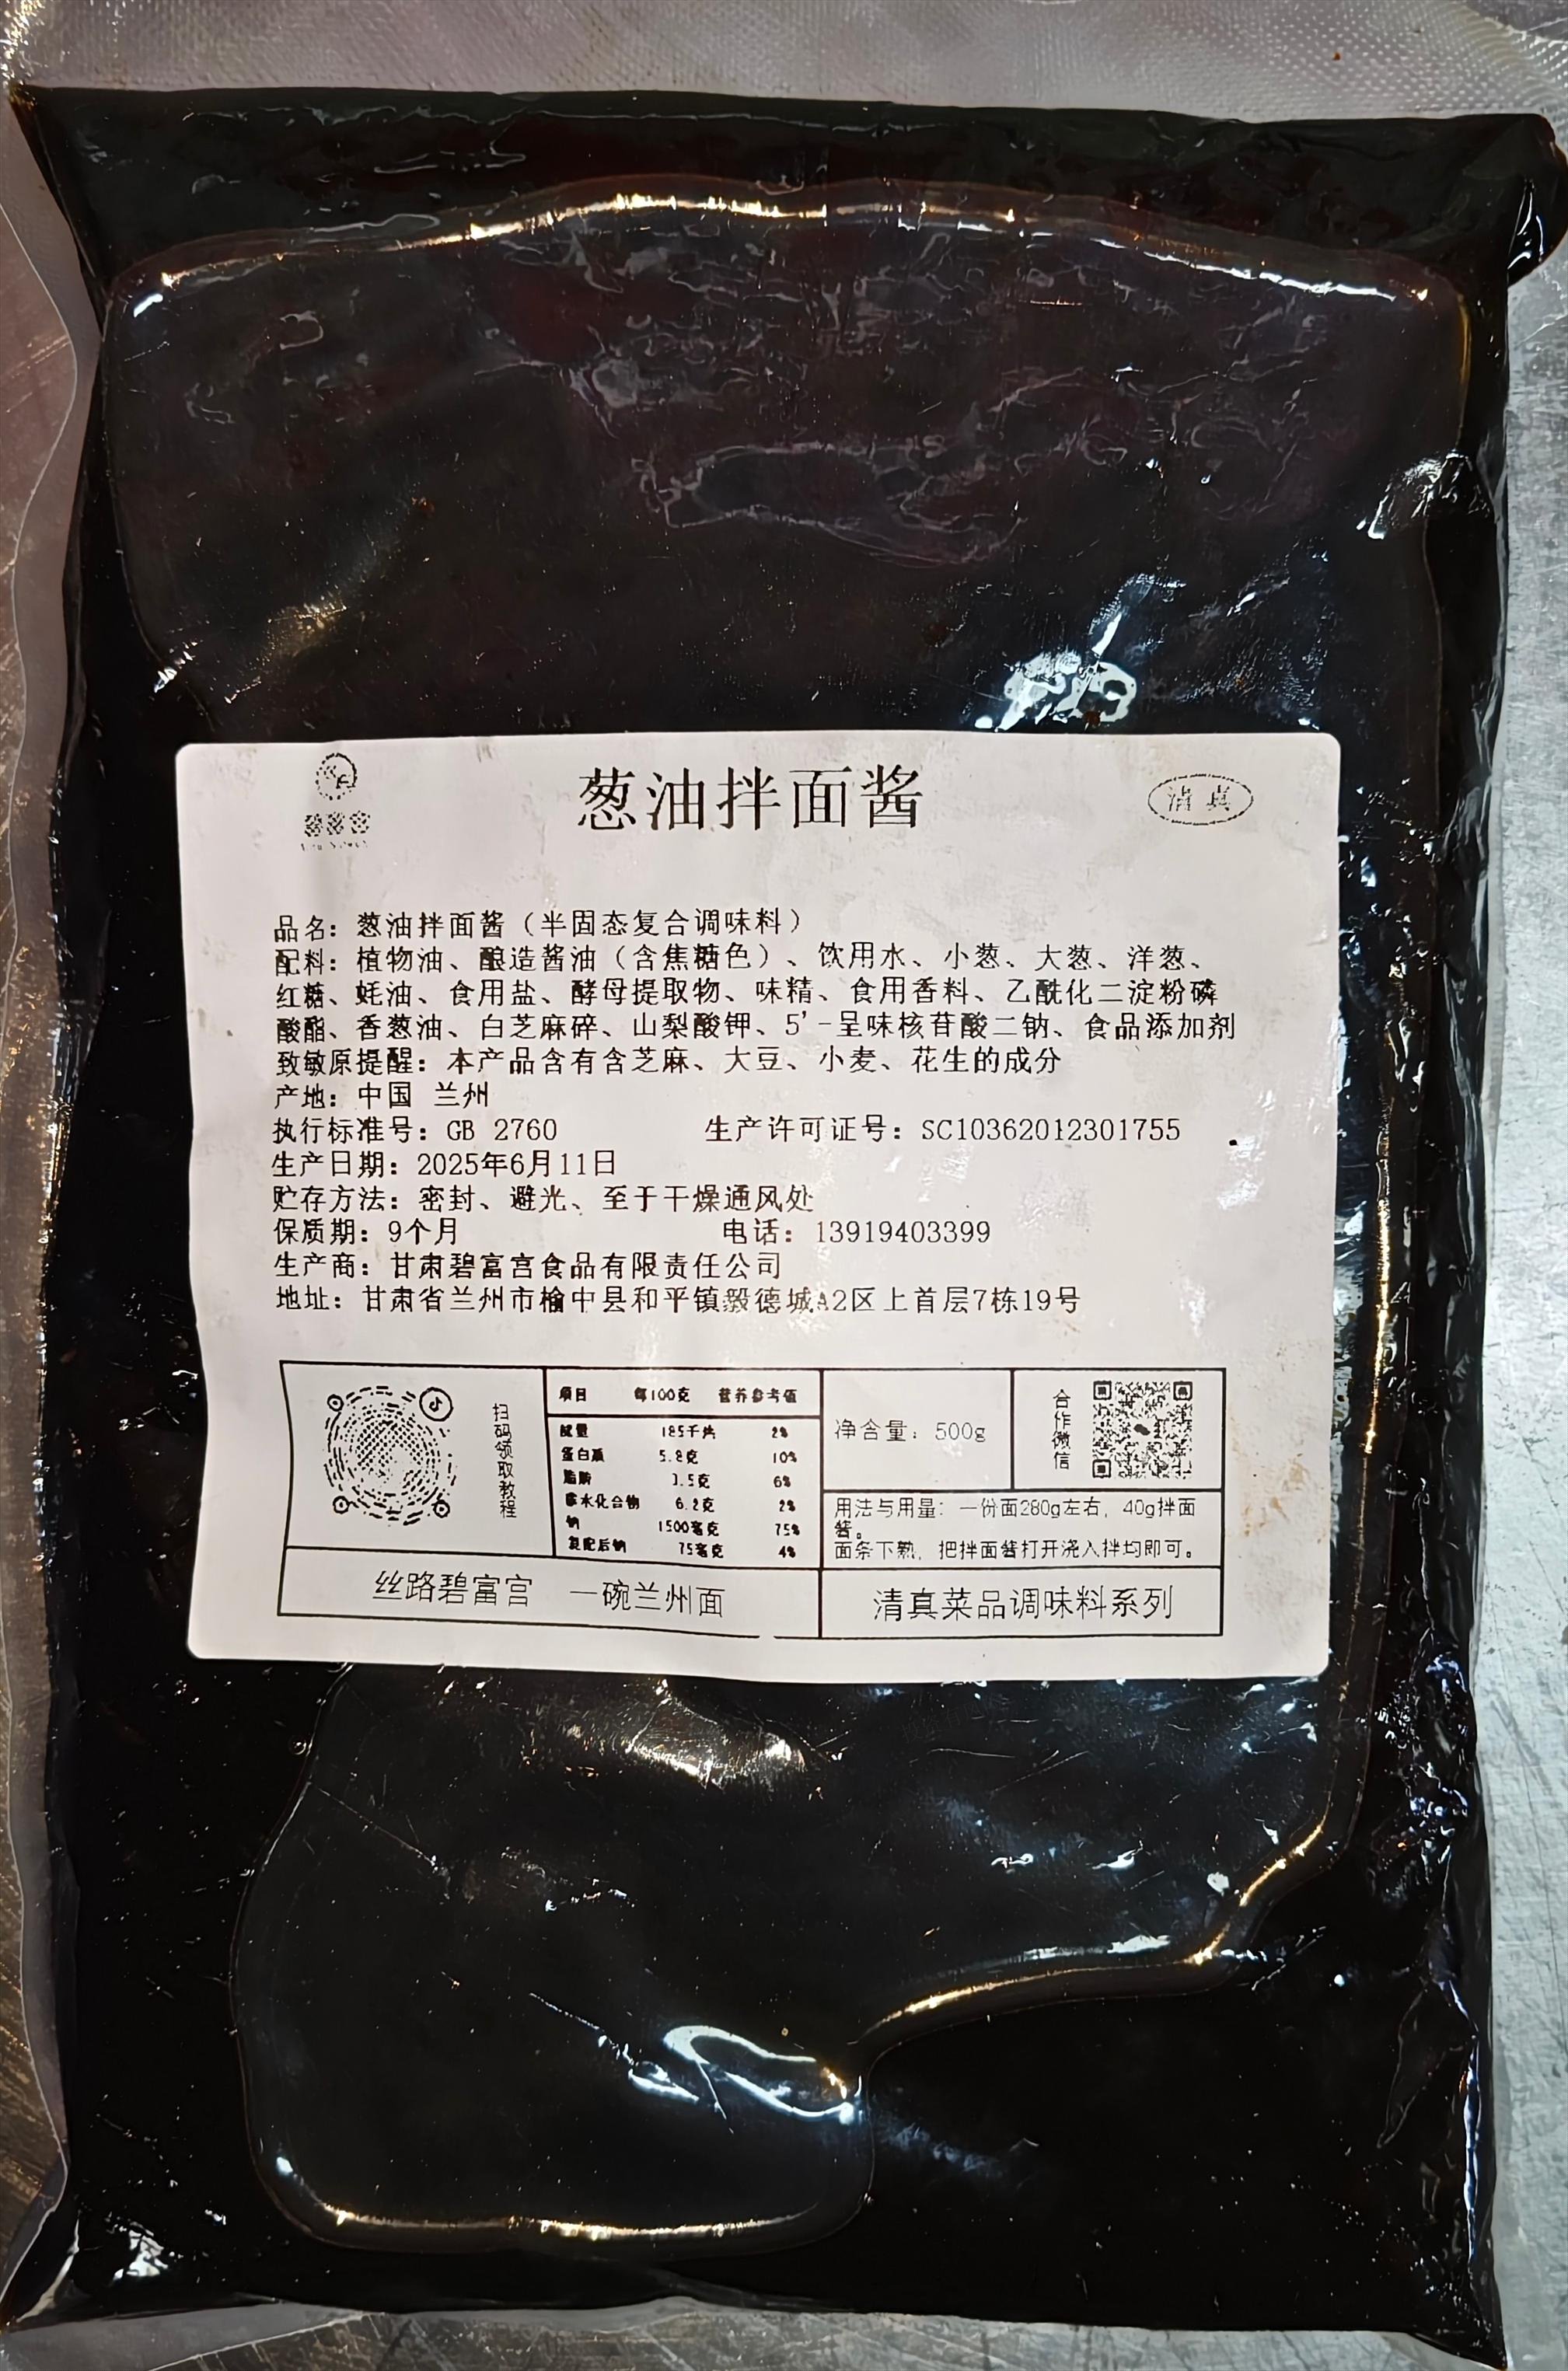 葱油拌面酱
品名：葱油拌面酱（半固态复合调味料）
配料：植物油、酿造酱油（含焦糖色）、饮用水、小葱、大葱、洋葱、
红糖、蚝油、食用盐、酵母提取物、味精、食用香料、乙酰化二淀粉磷
酸酯、香葱油、白芝麻碎、山梨酸钾、5'-呈味核苷酸二钠、食品添加剂
致敏原提醒：本产品含有含芝麻、大豆、小麦、花生的成分
产地：中国 兰州
执行标准号：GB 2760 生产许可证号：SC10362012301755
生产日期：2025年6月11日
贮存方法：密封、避光、至于干燥通风处
保质期：9个月 电话：13919403399
生产商：甘肃碧富宫食品有限责任公司
地址：甘肃省兰州市榆中县和平镇毅德城A2区上首层7栋19号
扫码领取教程
项目 每100克 营养参考值
能量 185千焦 2%
蛋白质 5.8克 10%
脂肪 3.5克 6%
碳水化合物 6.2克 2%
钠 1500毫克 75%
复配后钠 75毫克 4%
净含量：500g
合作微信
用法与用量：一份面280g左右，40g拌面
酱。
面条下熟，把拌面酱打开浇入拌均即可。
丝路碧富宫 一碗兰州面
清真菜品调味料系列